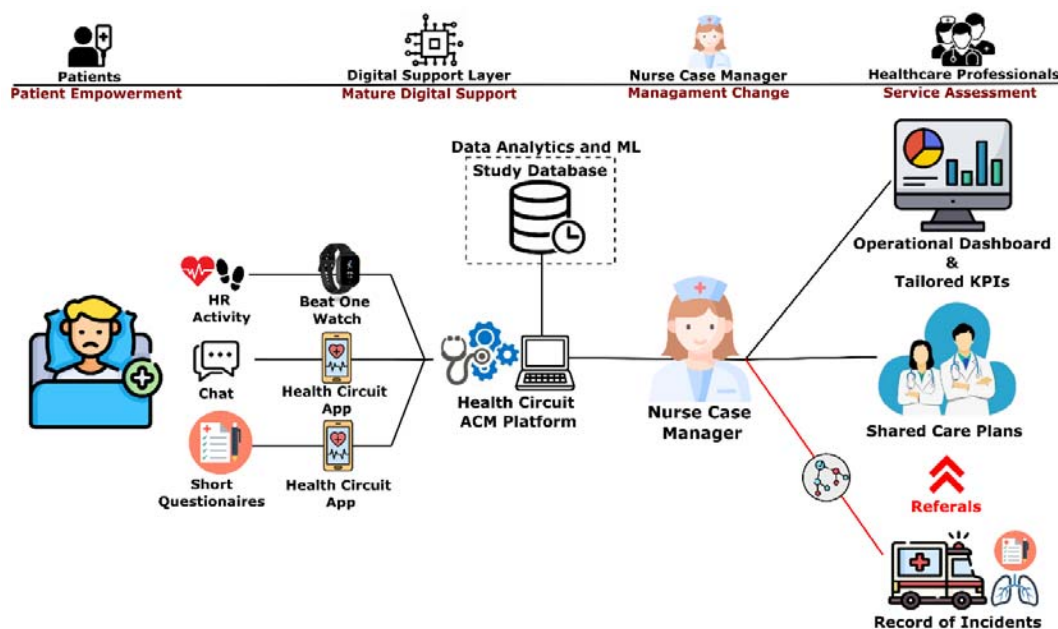 Patients
Patient Empowerment
Digital Support Layer
Mature Digital Support
Nurse Case Manager
Managament Change
Healthcare Professionals
Service Assessment
Data Analytics and ML
Study Database
HR
Activity
Beat One
Watch
Chat
Health Circuit
App
Short
Questionaires
Health Circuit
App
Health Circuit
ACM Platform
Nurse Case
Manager
Operational Dashboard
&
Tailored KPIs
Shared Care Plans
Referrals
Record of Incidents